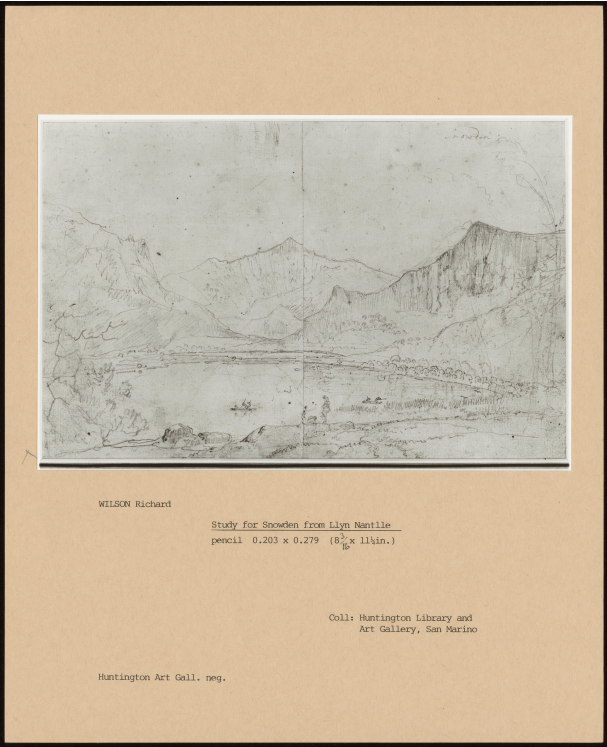 Snowdon
WILSON Richard
Study for Snowden from Llyn Nantlle
pencil 0.203 x 0.279 (8 3/16 x 11¼in.)
Coll: Huntington Library and
Art Gallery, San Marino
Huntington Art Gall. neg.